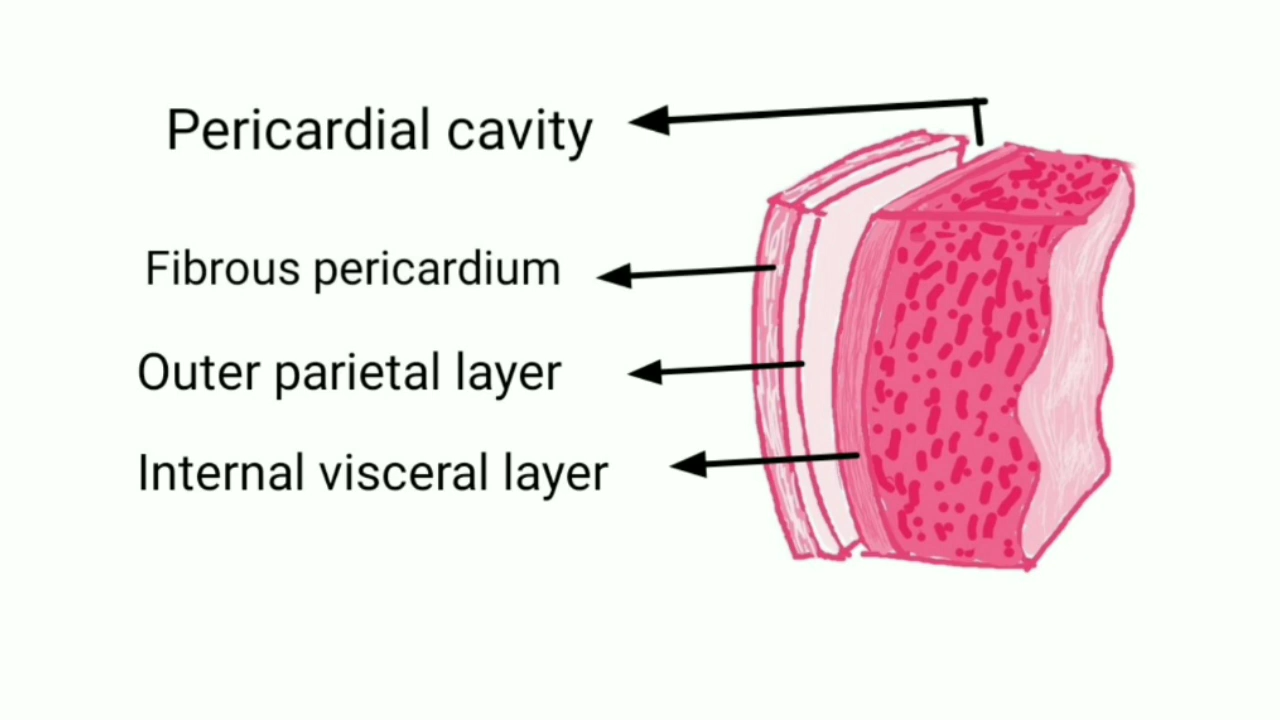 Pericardial cavity
Fibrous pericardium
Outer parietal layer
Internal visceral layer